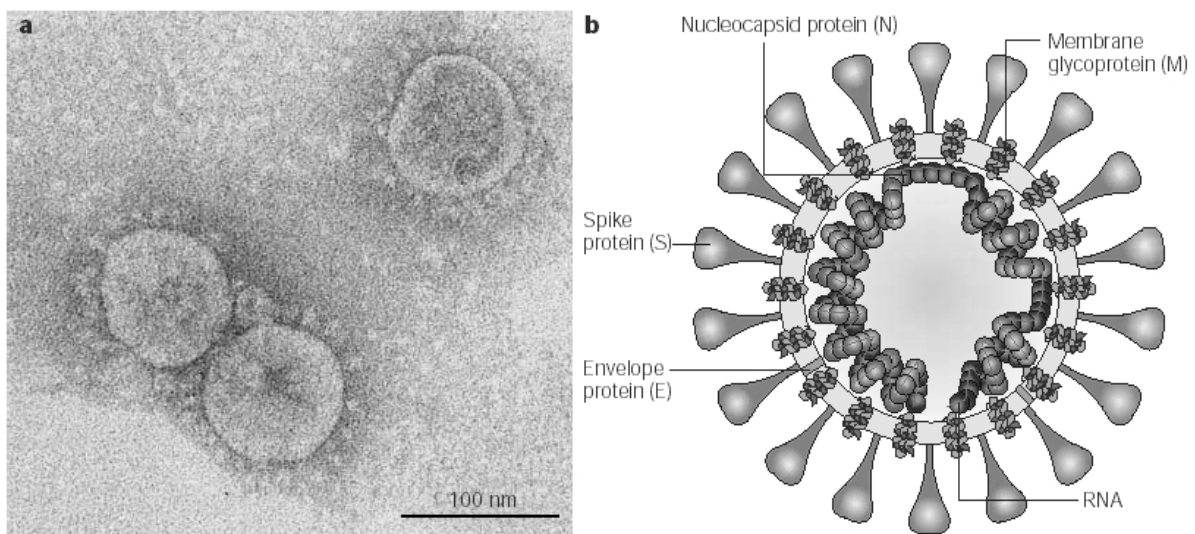 a
100 nm
b
Nucleocapsid protein (N)
Membrane
glycoprotein (M)
Spike
protein (S)
Envelope
protein (E)
RNA